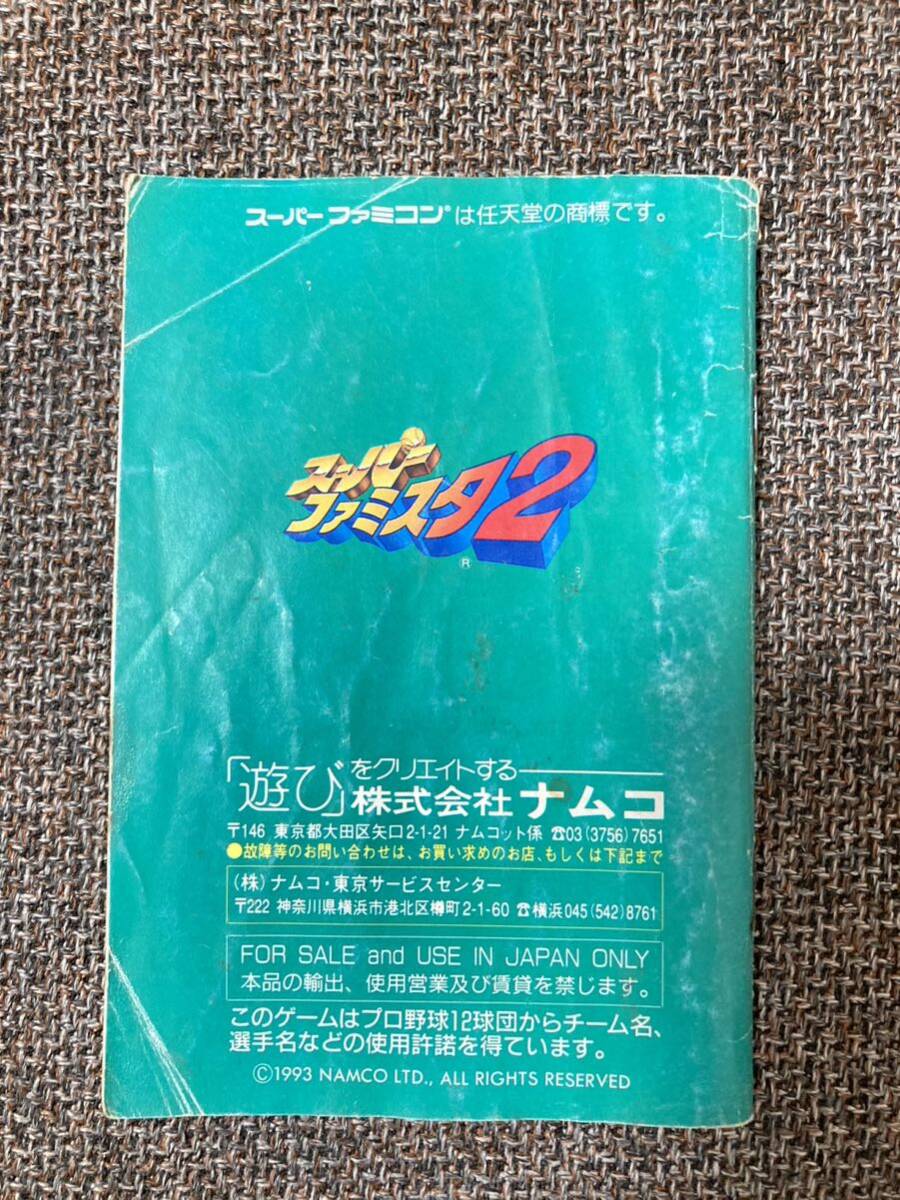 スーパーファミコン®は任天堂の商標です。
スーパー
ファミスタ2
®
「遊び」をクリエイトする
株式会社ナムコ
〒146 東京都大田区矢口2-1-21 ナムコット係 ☎03(3756)7651
●故障等のお問い合わせは、お買い求めのお店、もしくは下記まで
(株)ナムコ・東京サービスセンター
〒222 神奈川県横浜市港北区樽町2-1-60 ☎横浜045(542)8761
FOR SALE and USE IN JAPAN ONLY
本品の輸出、使用営業及び賃貸を禁じます。
このゲームはプロ野球12球団からチーム名、
選手名などの使用許諾を得ています。
©1993 NAMCO LTD., ALL RIGHTS RESERVED